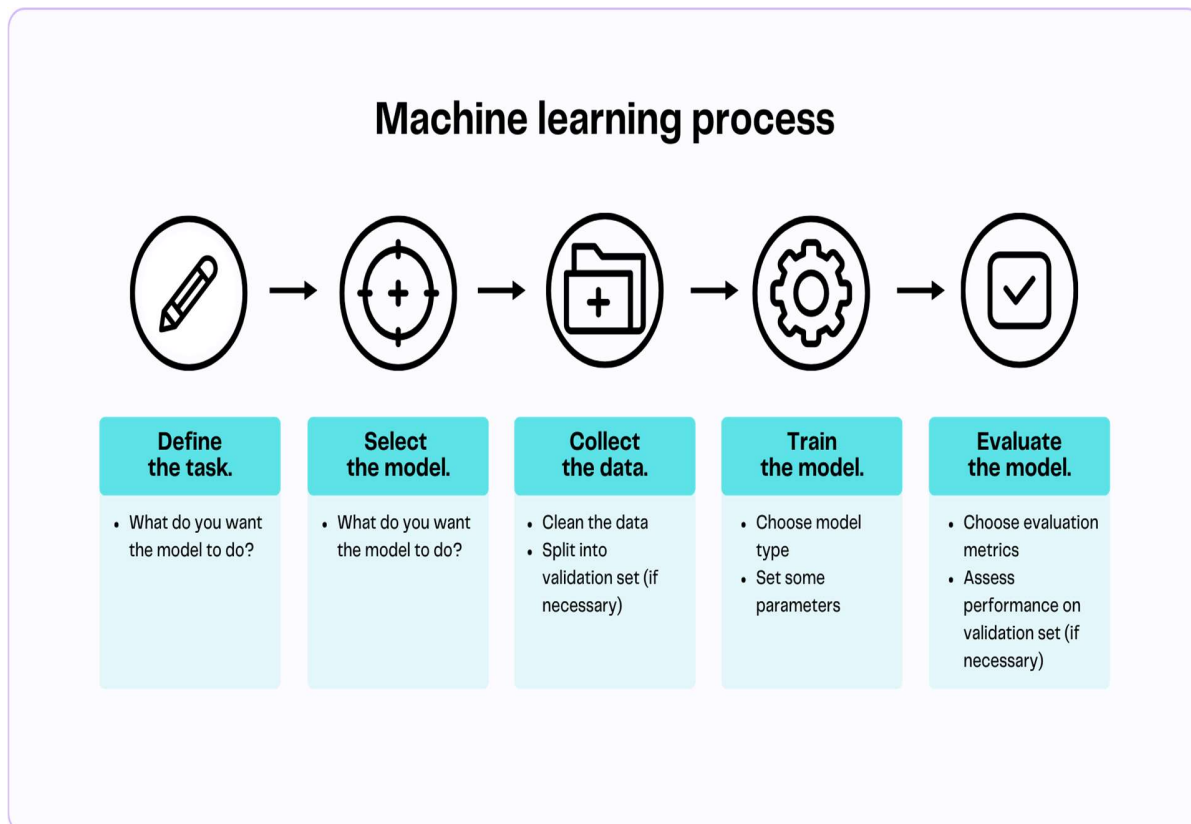 Machine learning process
Define
the task.
• What do you want
the model to do?
Select
the model.
• What do you want
the model to do?
Collect
the data.
• Clean the data
• Split into
validation set (if
necessary)
Train
the model.
• Choose model
type
• Set some
parameters
Evaluate
the model.
• Choose evaluation
metrics
• Assess
performance on
validation set (if
necessary)